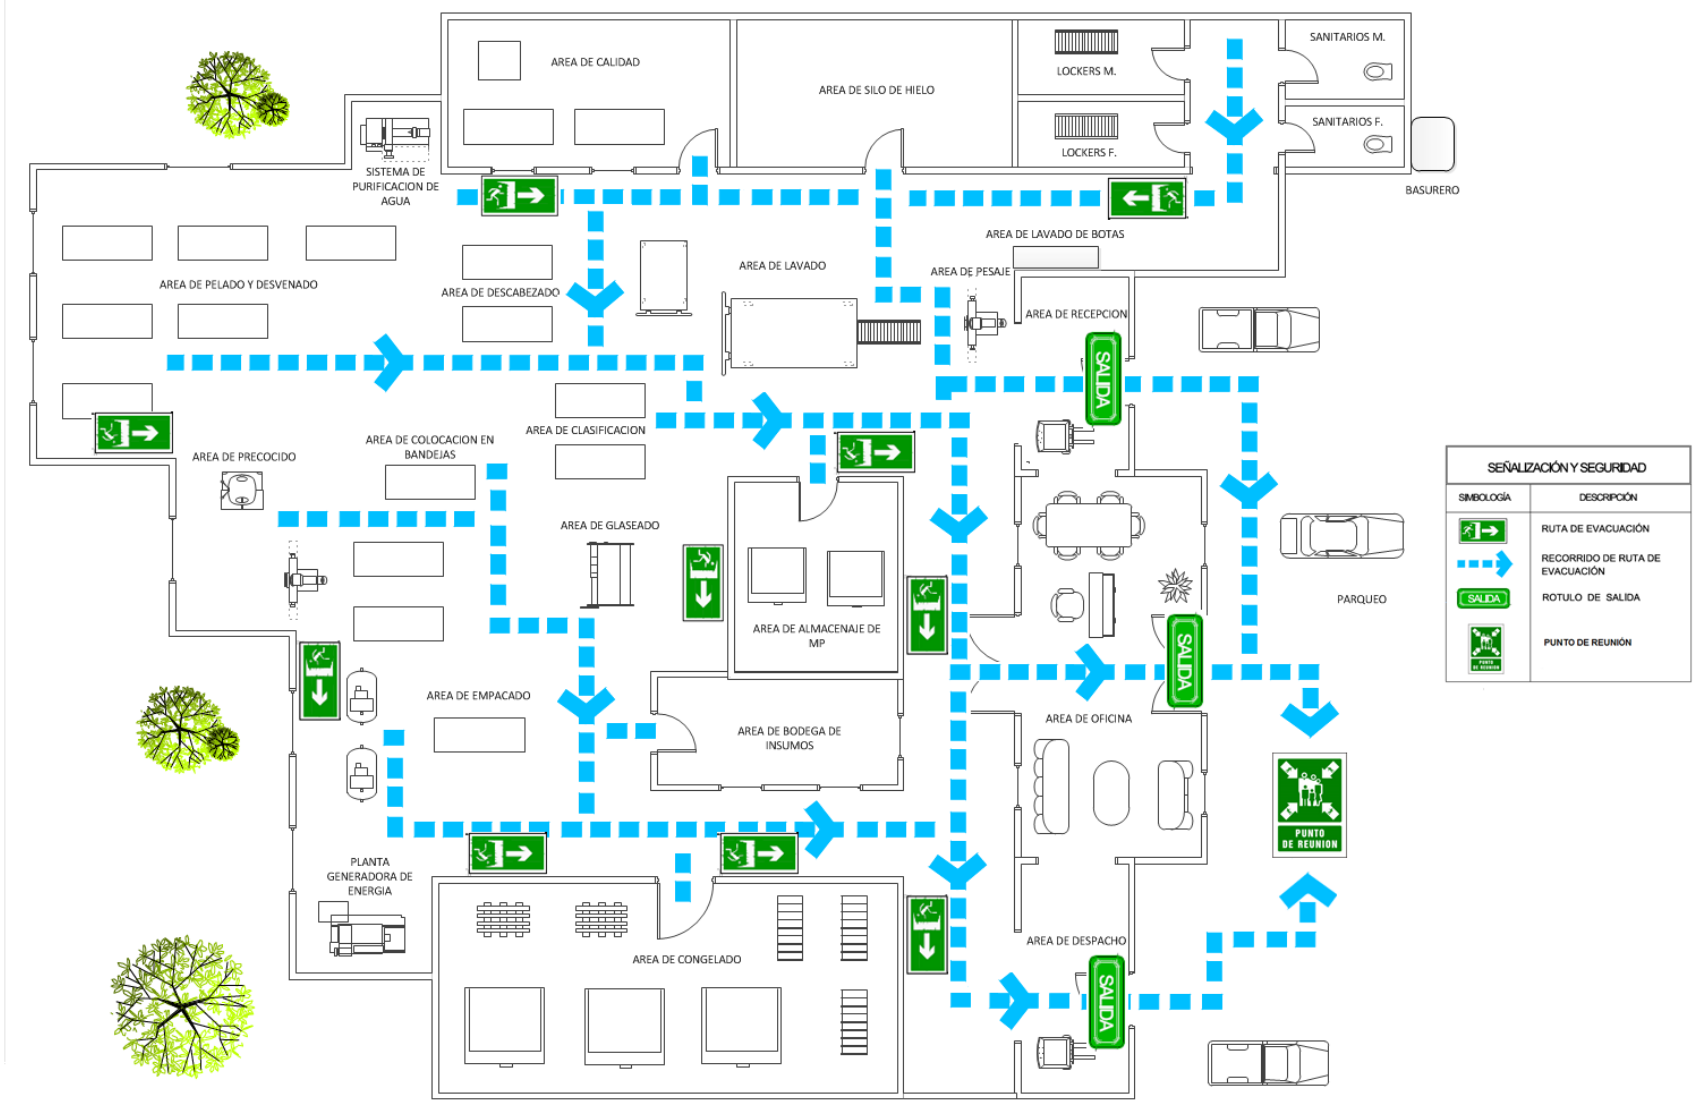 AREA DE CALIDAD
AREA DE SILO DE HIELO
LOCKERS M.
SANITARIOS M.
LOCKERS F.
SANITARIOS F.
BASURERO
SISTEMA DE
PURIFICACION DE
AGUA
AREA DE LAVADO DE BOTAS
AREA DE LAVADO
AREA DE PESAJE
AREA DE PELADO Y DESVENADO
AREA DE DESCABEZADO
AREA DE RECEPCION
SALIDA
AREA DE CLASIFICACION
AREA DE COLOCACION EN
BANDEJAS
AREA DE PRECOCIDO
AREA DE GLASEADO
AREA DE ALMACENAJE DE
MP
PARQUEO
SALIDA
AREA DE EMPACADO
AREA DE BODEGA DE
INSUMOS
AREA DE OFICINA
PUNTO
DE REUNION
PLANTA
GENERADORA DE
ENERGIA
AREA DE CONGELADO
AREA DE DESPACHO
SALIDA
SEÑALIZACIÓN Y SEGURIDAD
SIMBOLOGÍA
DESCRIPCIÓN
RUTA DE EVACUACIÓN
RECORRIDO DE RUTA DE
EVACUACIÓN
SALIDA
ROTULO DE SALIDA
PUNTO
DE REUNION
PUNTO DE REUNIÓN